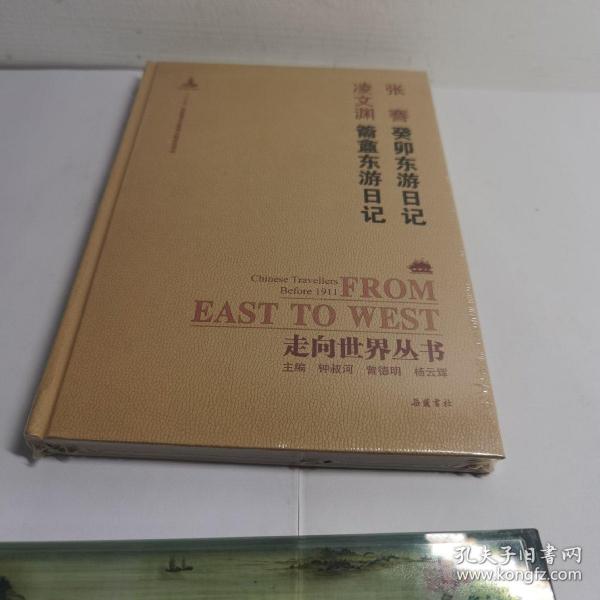 张謇 癸卯东游日记
凌文渊 籥盦东游日记
Chinese Travellers
Before 1911
FROM
EAST TO WEST
走向世界丛书
主编 钟叔河 曾德明 杨云辉
岳麓书社
孔夫子旧书网
www.kongfz.com